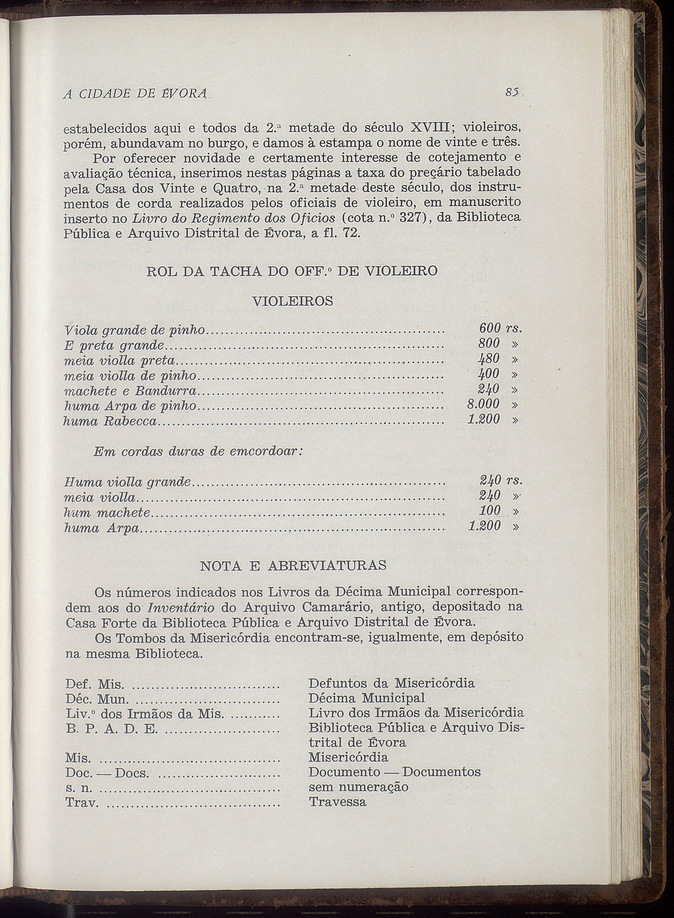 A CIDADE DE ÉVORA 85
estabelecidos aqui e todos da 2.ª metade do século XVIII; violeiros,
porém, abundavam no burgo, e damos à estampa o nome de vinte e três.
Por oferecer novidade e certamente interesse de cotejamento e
avaliação técnica, inserimos nestas páginas a taxa do preçário tabelado
pela Casa dos Vinte e Quatro, na 2.ª metade deste século, dos instru-
mentos de corda realizados pelos oficiais de violeiro, em manuscrito
inserto no Livro do Regimento dos Ofícios (cota n.º 327), da Biblioteca
Pública e Arquivo Distrital de Évora, a fl. 72.
ROL DA TACHA DO OFF.º DE VIOLEIRO
VIOLEIROS
Viola grande de pinho................................................ 600 rs.
E preta grande................................................ 800 »
meia violla preta................................................ 480 »
meia violla de pinho................................................ 400 »
machete e Bandurra................................................ 240 »
huma Arpa de pinho................................................ 8.000 »
huma Rabecca................................................ 1.200 »
Em cordas duras de emcordoar:
Huma violla grande................................................ 240 rs.
meia violla................................................ 240 »
hum machete................................................ 100 »
huma Arpa................................................ 1.200 »
NOTA E ABREVIATURAS
Os números indicados nos Livros da Décima Municipal correspon-
dem aos do Inventário do Arquivo Camarário, antigo, depositado na
Casa Forte da Biblioteca Pública e Arquivo Distrital de Évora.
Os Tombos da Misericórdia encontram-se, igualmente, em depósito
na mesma Biblioteca.
Def. Mis. ............................... Defuntos da Misericórdia
Déc. Mun. ............................... Décima Municipal
Liv.º dos Irmãos da Mis. ........... Livro dos Irmãos da Misericórdia
B. P. A. D. E. ........................ Biblioteca Pública e Arquivo Dis-
trital de Évora
Mis. ...................................... Misericórdia
Doc. — Docs. .......................... Documento — Documentos
s. n. ...................................... sem numeração
Trav. .................................... Travessa